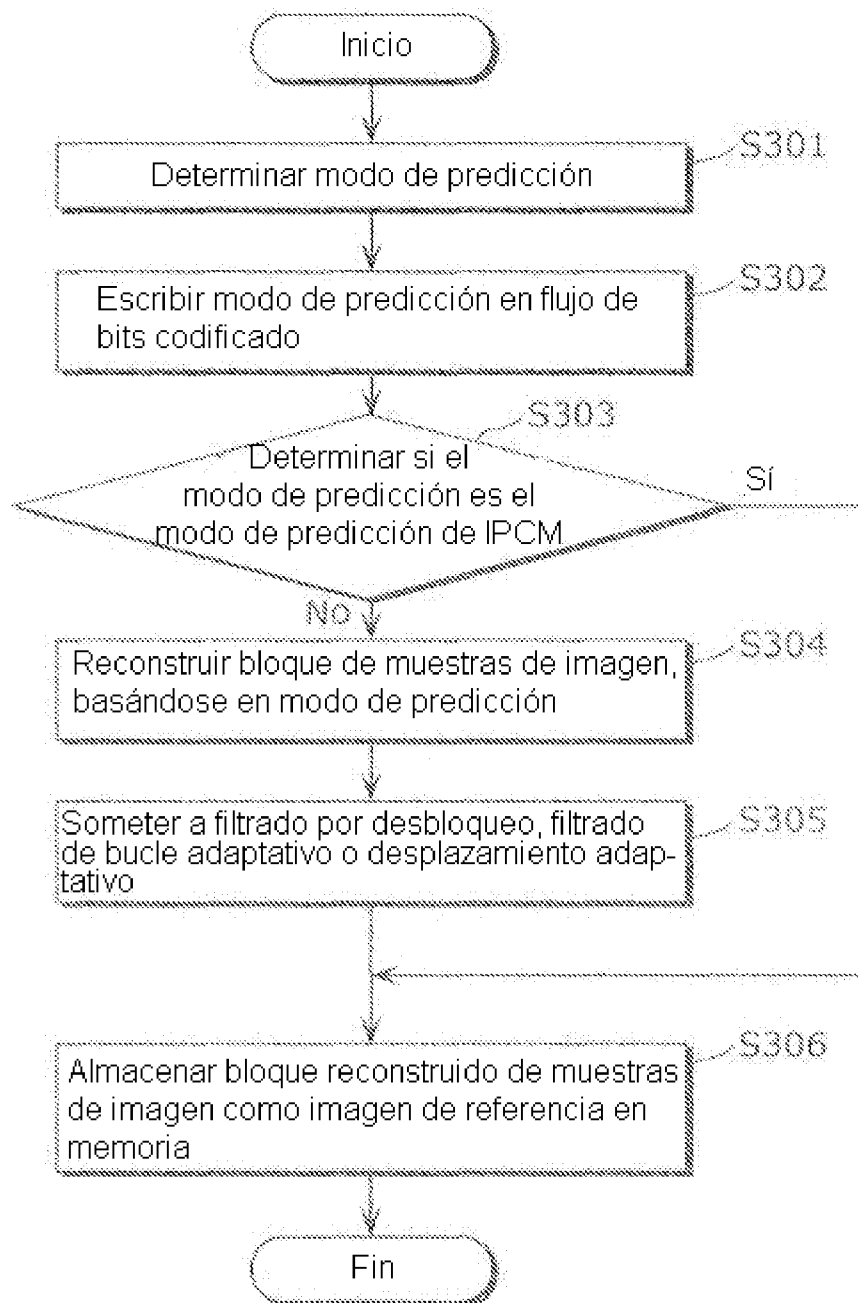 Inicio
S301
Determinar modo de predicción
S302
Escribir modo de predicción en flujo de
bits codificado
S303
Determinar si el
modo de predicción es el
modo de predicción de IPCM
Sí
No
S304
Reconstruir bloque de muestras de imagen,
basándose en modo de predicción
S305
Someter a filtrado por desbloqueo, filtrado
de bucle adaptativo o desplazamiento adap-
tativo
S306
Almacenar bloque reconstruido de muestras
de imagen como imagen de referencia en
memoria
Fin